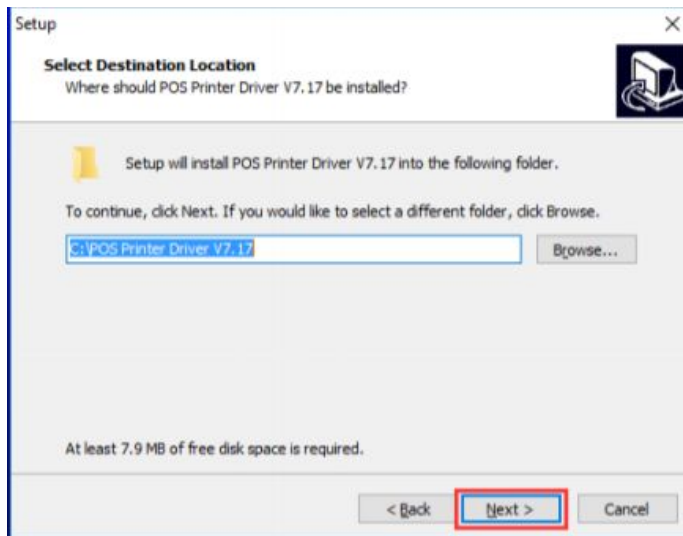 Setup
Select Destination Location
Where should POS Printer Driver V7.17 be installed?
Setup will install POS Printer Driver V7.17 into the following folder.
To continue, click Next. If you would like to select a different folder, click Browse.
C:\POS Printer Driver V7.17
Browse...
At least 7.9 MB of free disk space is required.
< Back
Next >
Cancel